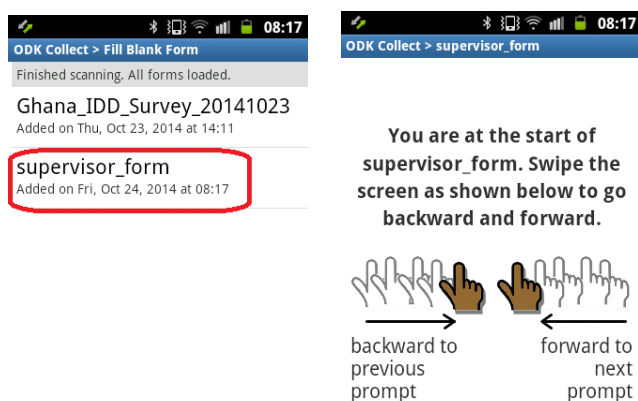 08:17
ODK Collect > Fill Blank Form
Finished scanning. All forms loaded.
Ghana_IDD_Survey_20141023
Added on Thu, Oct 23, 2014 at 14:11
supervisor_form
Added on Fri, Oct 24, 2014 at 08:17
08:17
ODK Collect > supervisor_form
You are at the start of
supervisor_form. Swipe the
screen as shown below to go
backward and forward.
backward to
previous
prompt
forward to
next
prompt